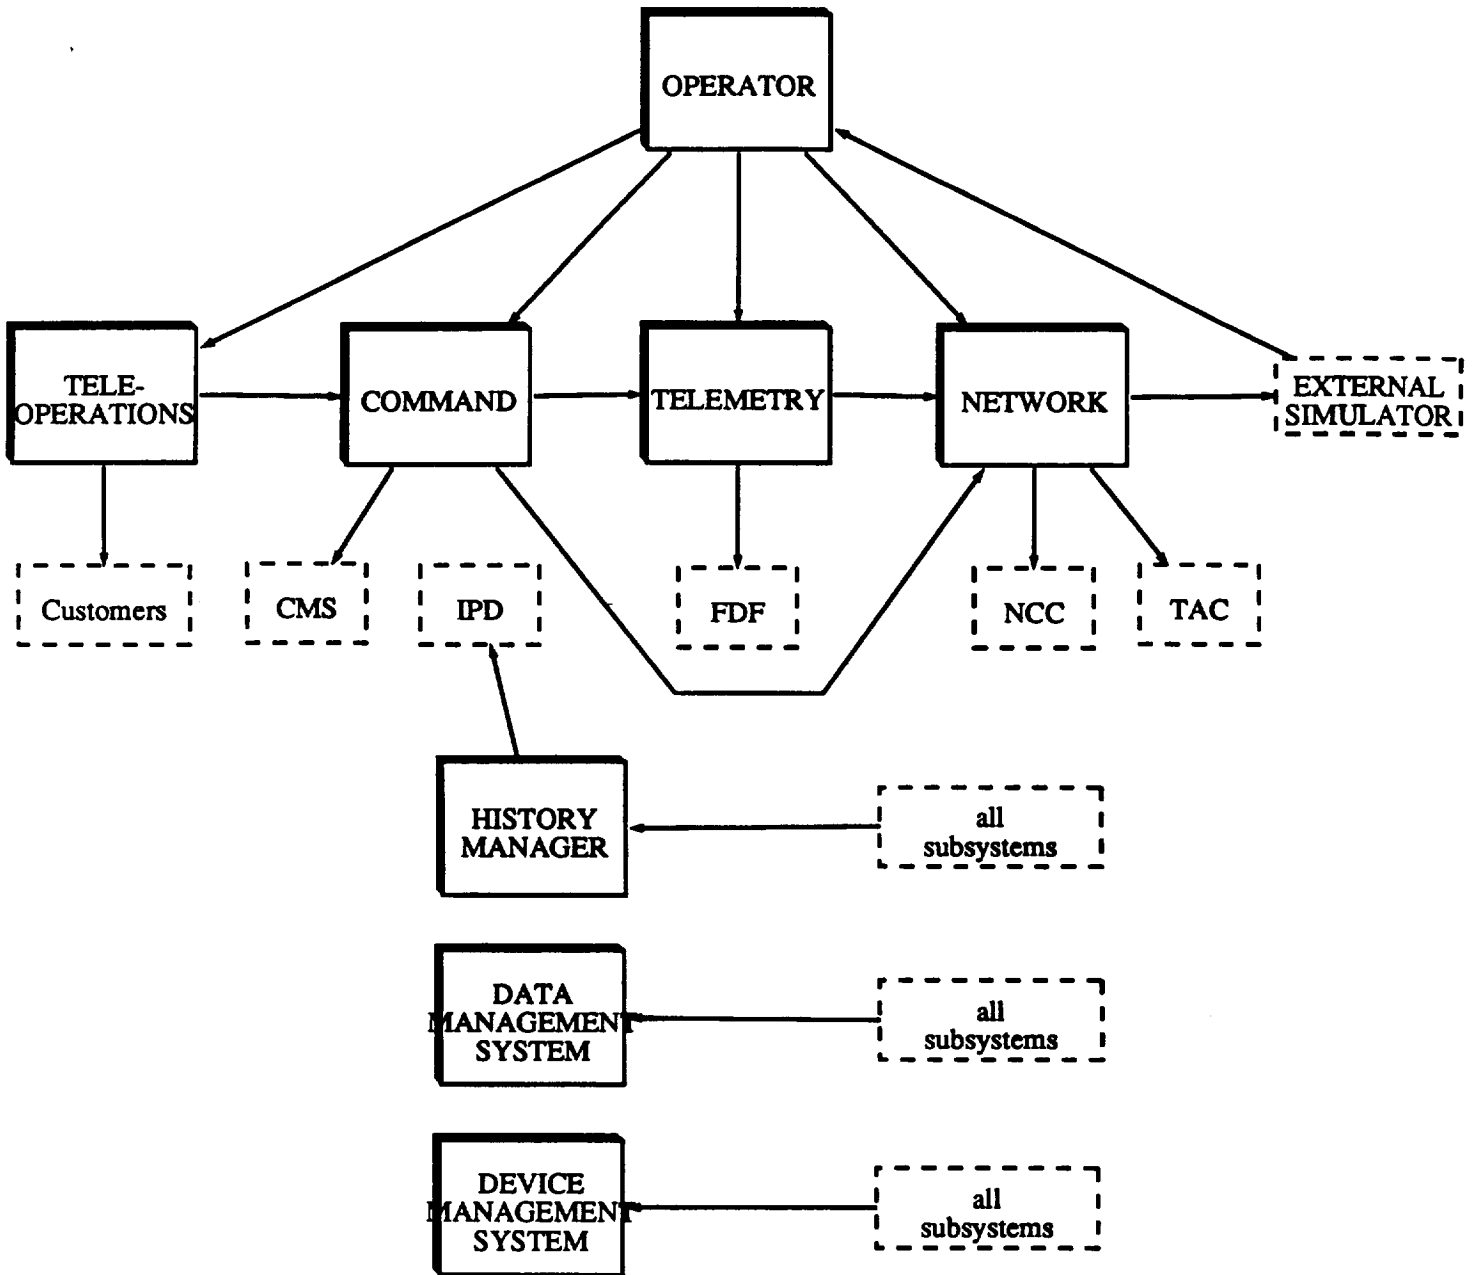 OPERATOR
TELE-
OPERATIONS
COMMAND
TELEMETRY
NETWORK
EXTERNAL
SIMULATOR
Customers
CMS
IPD
FDF
NCC
TAC
HISTORY
MANAGER
all
subsystems
DATA
MANAGEMENT
SYSTEM
all
subsystems
DEVICE
MANAGEMENT
SYSTEM
all
subsystems